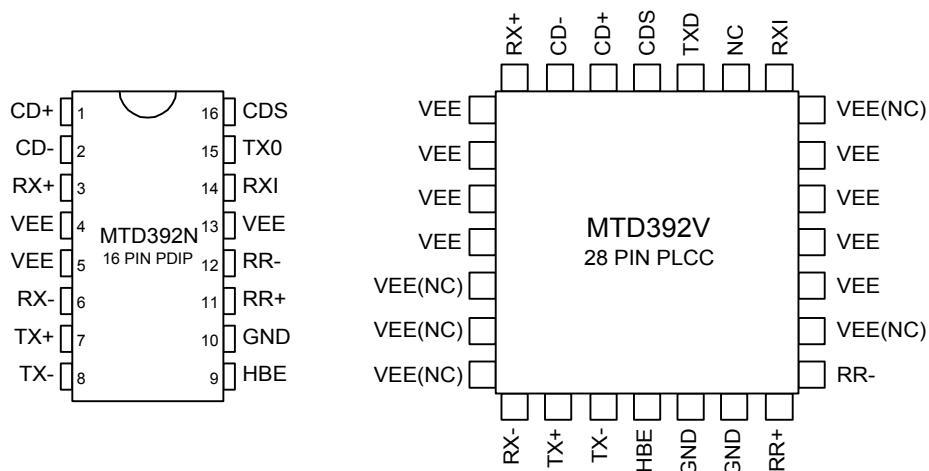 CD+ 1 16 CDS
CD- 2 15 TX0
RX+ 3 14 RXI
VEE 4 13 VEE
VEE 5 12 RR-
RX- 6 11 RR+
TX+ 7 10 GND
TX- 8 9 HBE
MTD392N
16 PIN PDIP
RX+ CD- CD+ CDS TXD NC RXI
VEE VEE(NC)
VEE VEE
VEE VEE
VEE VEE
VEE(NC) VEE
VEE(NC) VEE(NC)
VEE(NC) RR-
MTD392V
28 PIN PLCC
RX- TX+ TX- HBE GND GND RR+